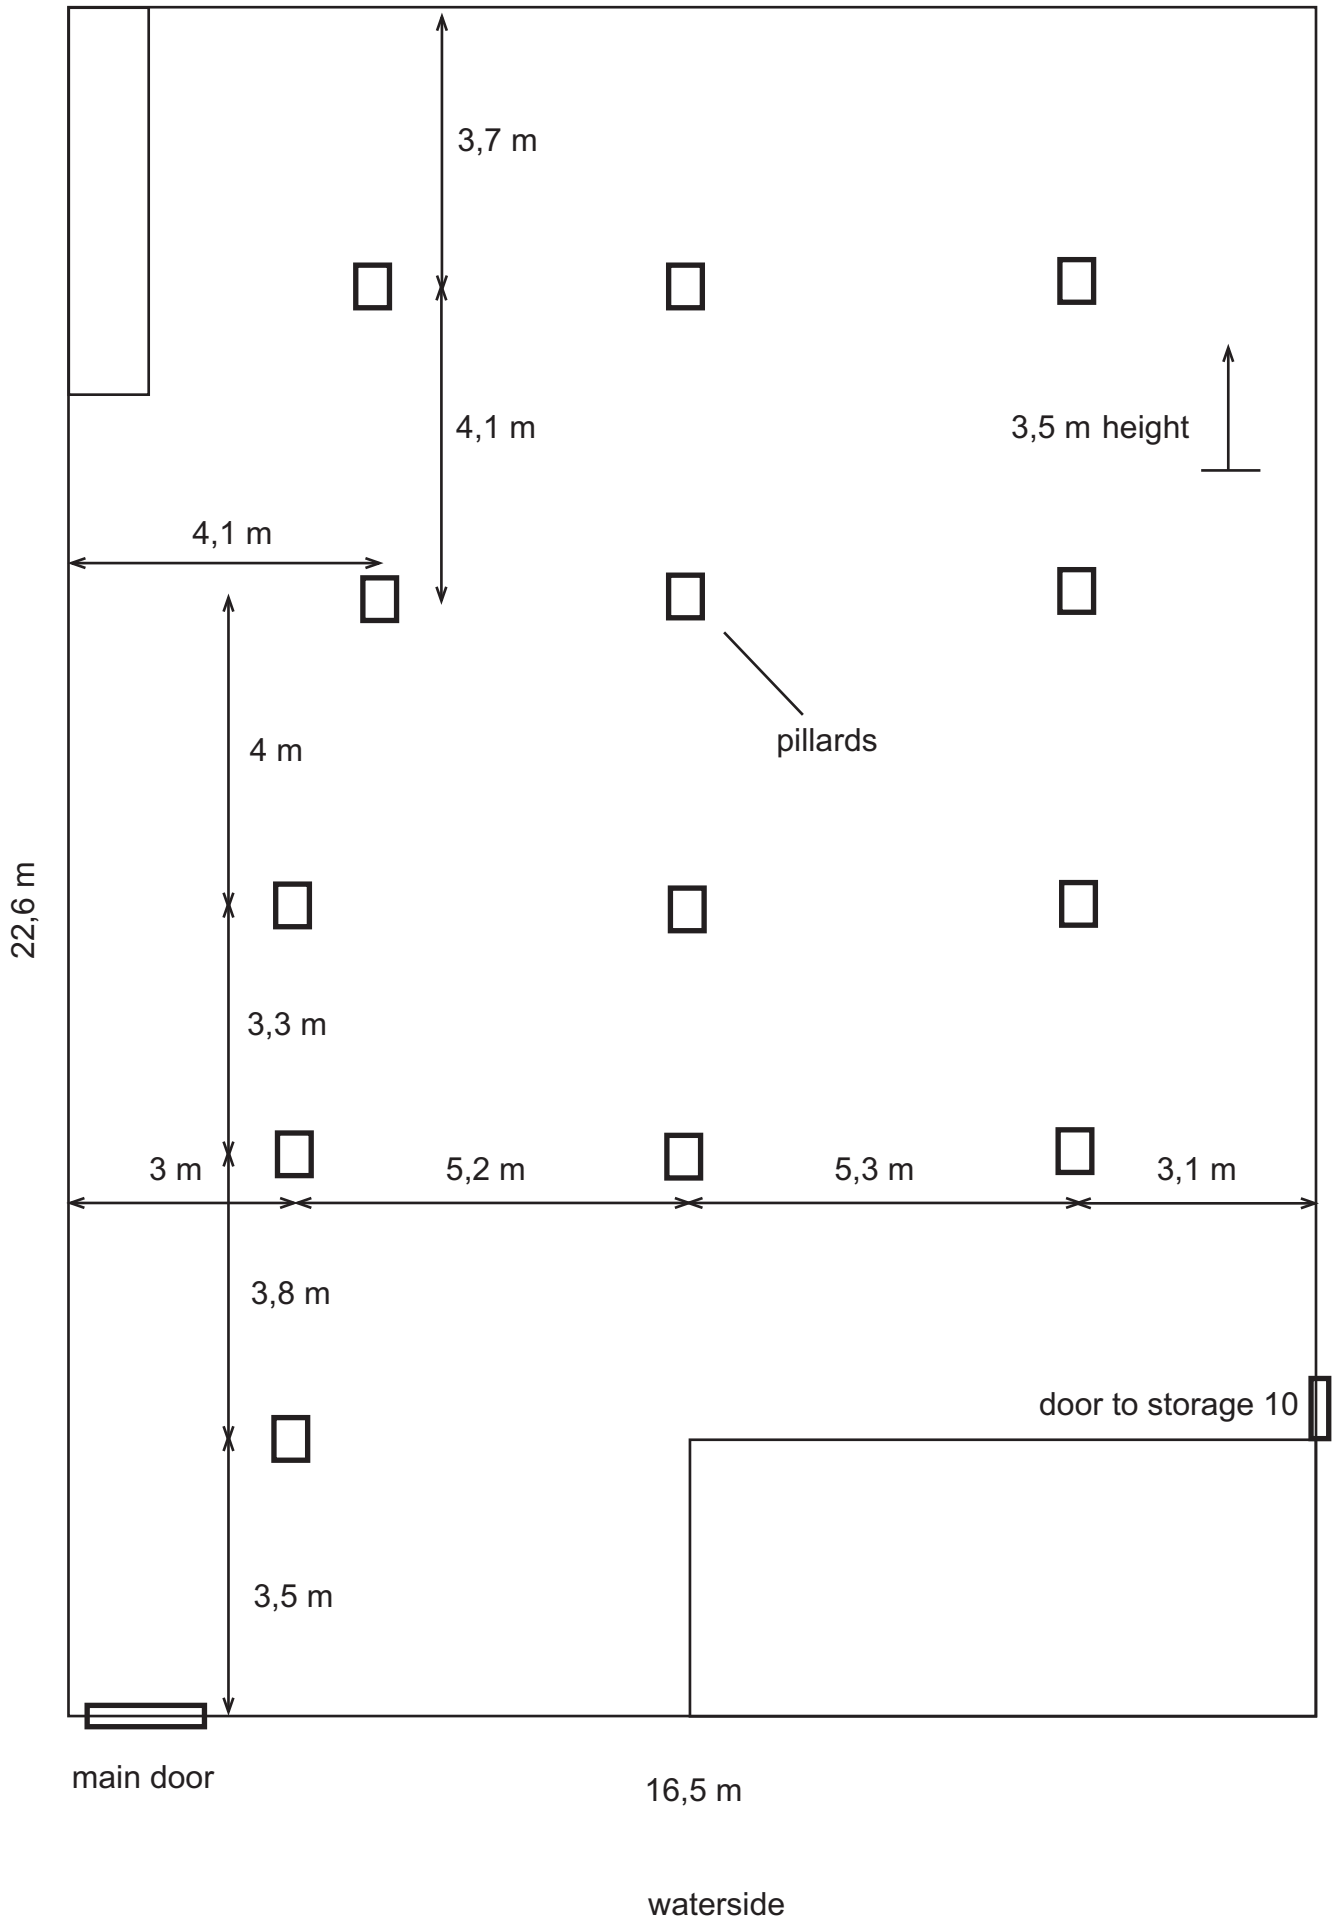 3,7 m
4,1 m
3,5 m height
4,1 m
pillards
4 m
22,6 m
3,3 m
3 m
5,2 m
5,3 m
3,1 m
3,8 m
door to storage 10
3,5 m
main door
16,5 m
waterside